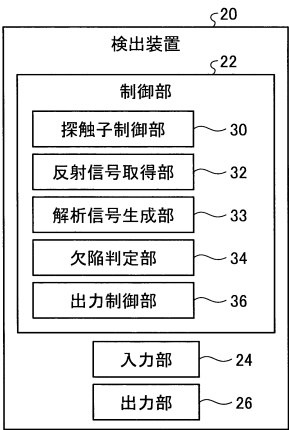 20
検出装置
22
制御部
探触子制御部 30
反射信号取得部 32
解析信号生成部 33
欠陥判定部 34
出力制御部 36
入力部 24
出力部 26